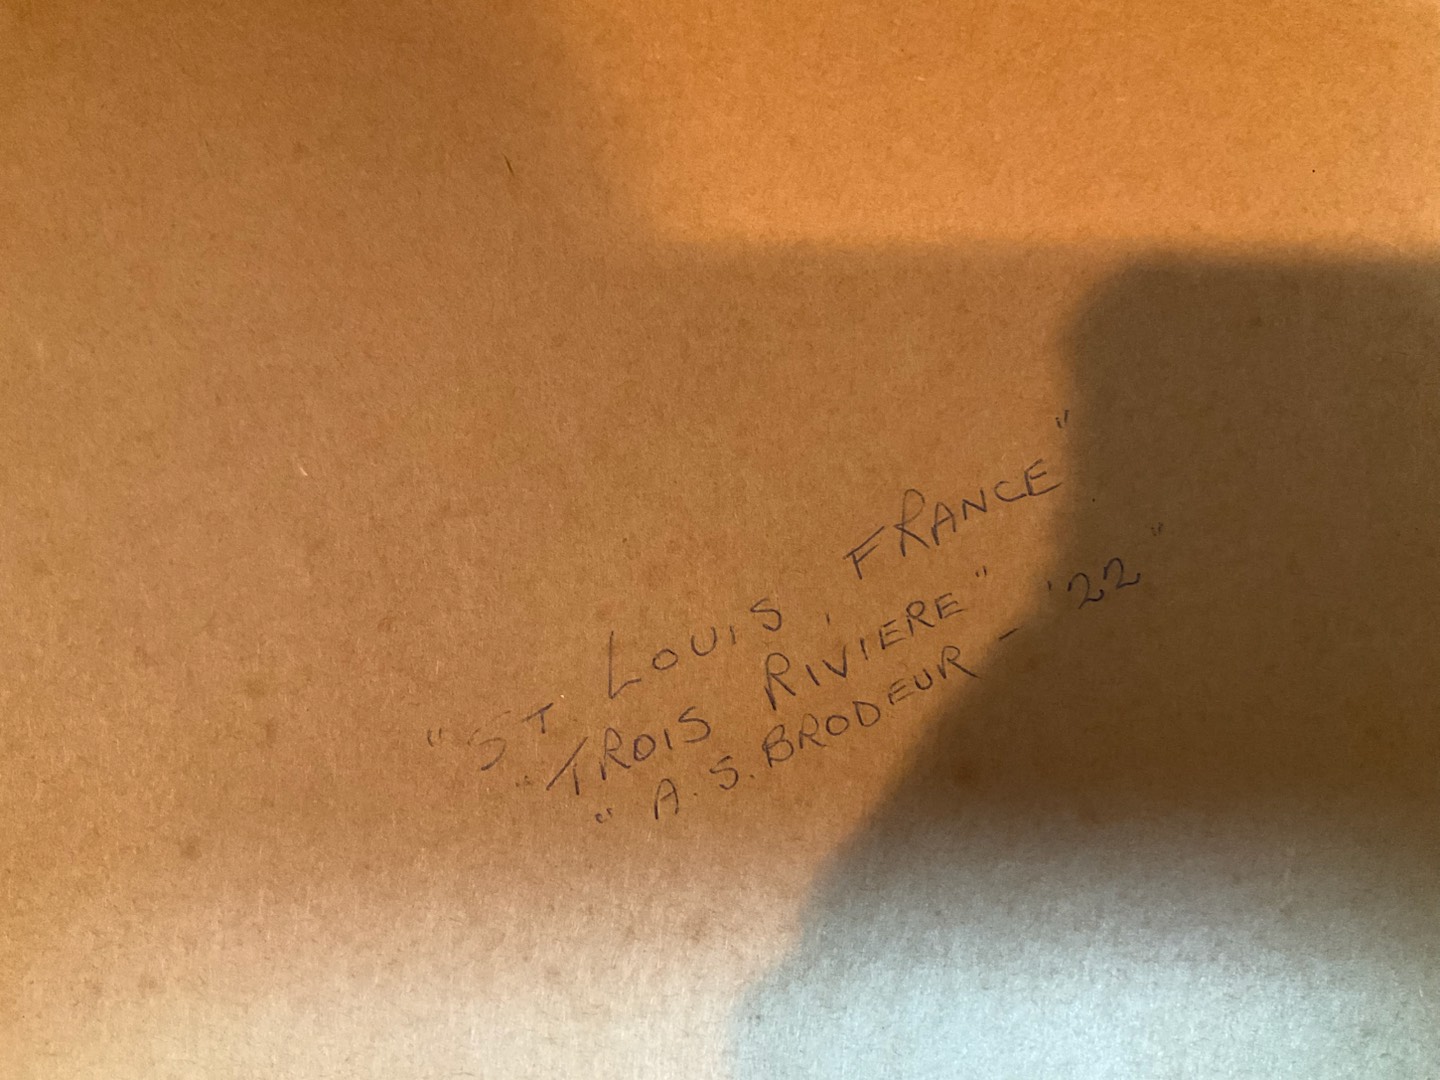 "ST LOUIS, FRANCE"
"TROIS RIVIERE"
"A.S. BRODEUR - '22"